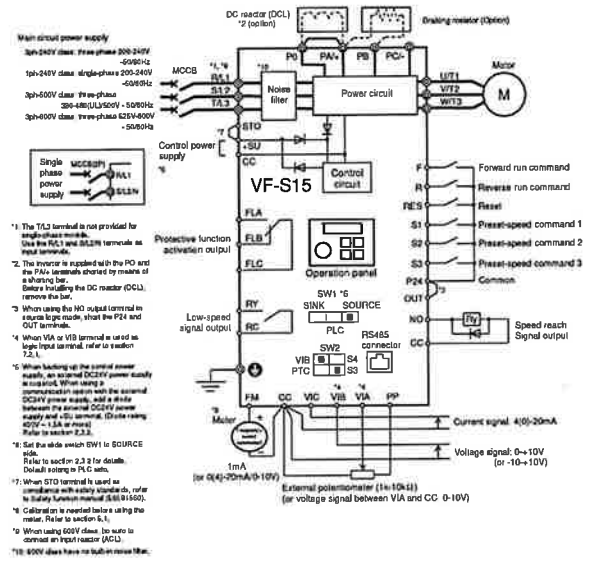 DC reactor (DCL)
*2 (option)
Braking resistor (Option)
Main circuit power supply
3ph-240V class: three-phase 200-240V
-50/60Hz
1ph-240V class: single-phase 200-240V
-50/60Hz
3ph-500V class: three-phase
380-480(UL)/500V - 50/60Hz
3ph-600V class: three-phase 525V-600V
- 50/60Hz
MCCB
*1, *9
R/L1
S/L2
T/L3
*10
Noise
filter
P0
PA/+
PB
PC/-
Power circuit
U/T1
V/T2
W/T3
Motor
M
*7
STO
+SU
CC
Control power
supply
*5
Control
circuit
VF-S15
Single
phase
power
supply
MCCB(2P)
R/L1
S/L2/N
F
Forward run command
R
Reverse run command
RES
Reset
S1
Preset-speed command 1
S2
Preset-speed command 2
S3
Preset-speed command 3
P24
Common
*3
OUT
NO
Ry
CC
Speed reach
Signal output
FLA
FLB
FLC
Protective function
activation output
Operation panel
SW1 *6
SINK
SOURCE
PLC
RY
RC
Low-speed
signal output
SW2
VIB
S4
PTC
S3
RS485
connector
FM
CC
VIC
*4
VIB
*4
VIA
PP
*8
Meter
+
-
1mA
(or 0(4)-20mA/0-10V)
Current signal: 4(0)-20mA
Voltage signal: 0-+10V
(or -10-+10V)
External potentiometer (1k-10kΩ)
(or voltage signal between VIA and CC: 0-10V)
*1: The T/L3 terminal is not provided for
single-phase models.
Use the R/L1 and S/L2/N terminals as
input terminals.
*2: The inverter is supplied with the PO and
the PA/+ terminals shorted by means of
a shorting bar.
Before installing the DC reactor (DCL),
remove the bar.
*3: When using the NO output terminal in
source logic mode, short the P24 and
OUT terminals.
*4: When VIA or VIB terminal is used as
logic input terminal, refer to section
7.2.1.
*5: When backing up the control power
supply, an external DC24V power supply
is required. When using a
communication option with the external
DC24V power supply, add a diode
between the external DC24V power
supply and +SU terminal. (Diode rating
400V - 1.5A or more)
Refer to section 2.3.2.
*6: Set the slide switch SW1 to SOURCE
side.
Refer to section 2.3.2 for details.
Default setting is PLC side.
*7: When STO terminal is used as
compliance with safety standards, refer
to Safety function manual (E6581860).
*8: Calibration is needed before using the
meter. Refer to section 5.1.
*9: When using 600V class, be sure to
connect an input reactor (ACL).
*10: 600V class have no built-in noise filter.